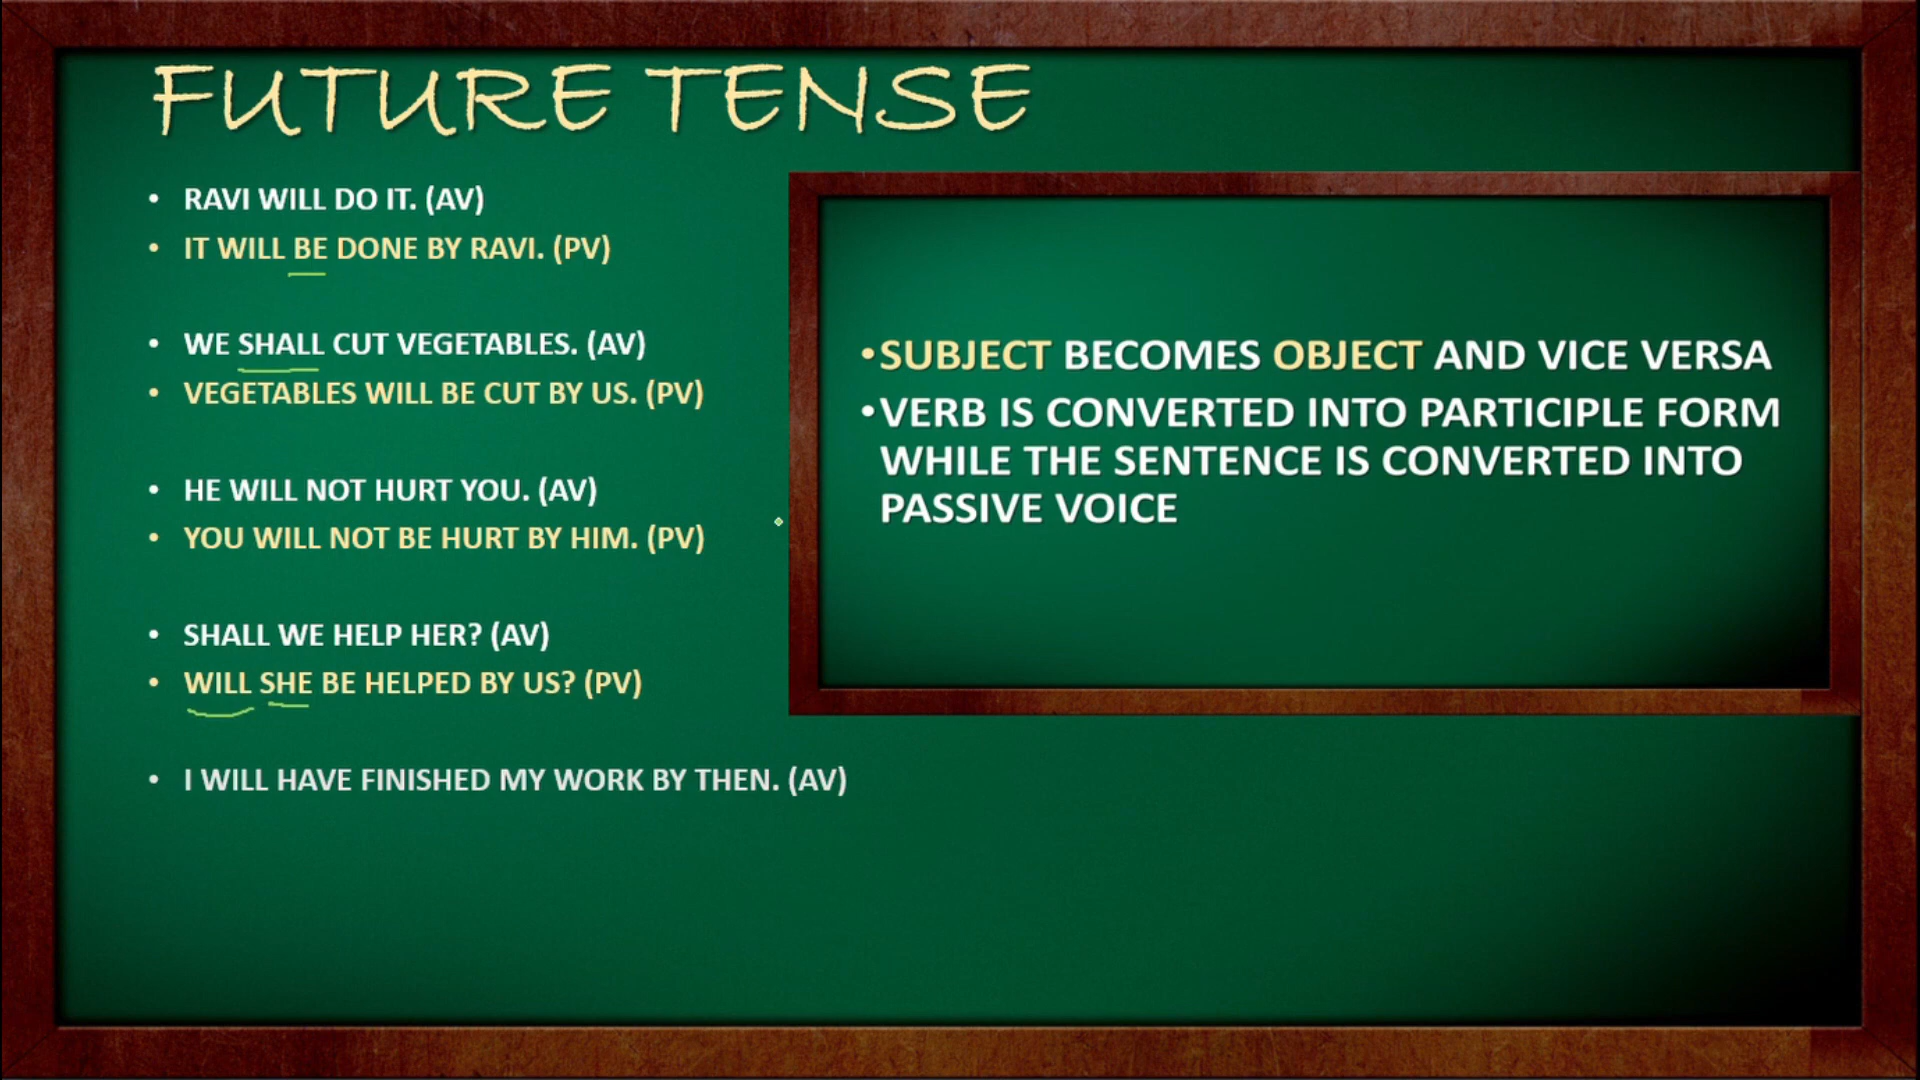 FUTURE TENSE
• RAVI WILL DO IT. (AV)
• IT WILL BE DONE BY RAVI. (PV)
• WE SHALL CUT VEGETABLES. (AV)
• VEGETABLES WILL BE CUT BY US. (PV)
• HE WILL NOT HURT YOU. (AV)
• YOU WILL NOT BE HURT BY HIM. (PV)
• SHALL WE HELP HER? (AV)
• WILL SHE BE HELPED BY US? (PV)
• I WILL HAVE FINISHED MY WORK BY THEN. (AV)
• SUBJECT BECOMES OBJECT AND VICE VERSA
• VERB IS CONVERTED INTO PARTICIPLE FORM
WHILE THE SENTENCE IS CONVERTED INTO
PASSIVE VOICE